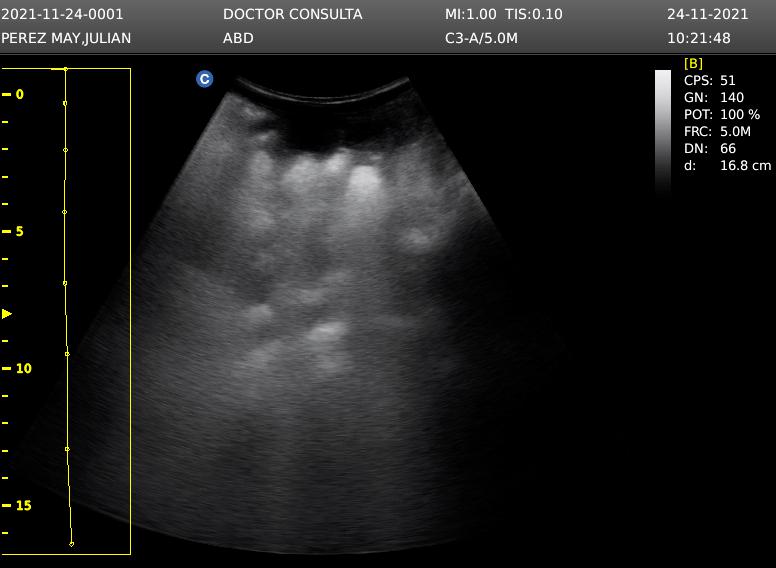 2021-11-24-0001 DOCTOR CONSULTA MI:1.00 TIS:0.10 24-11-2021
PEREZ MAY,JULIAN ABD C3-A/5.0M 10:21:48
C
[B]
CPS: 51
GN: 140
POT: 100 %
FRC: 5.0M
DN: 66
d: 16.8 cm
0
5
10
15